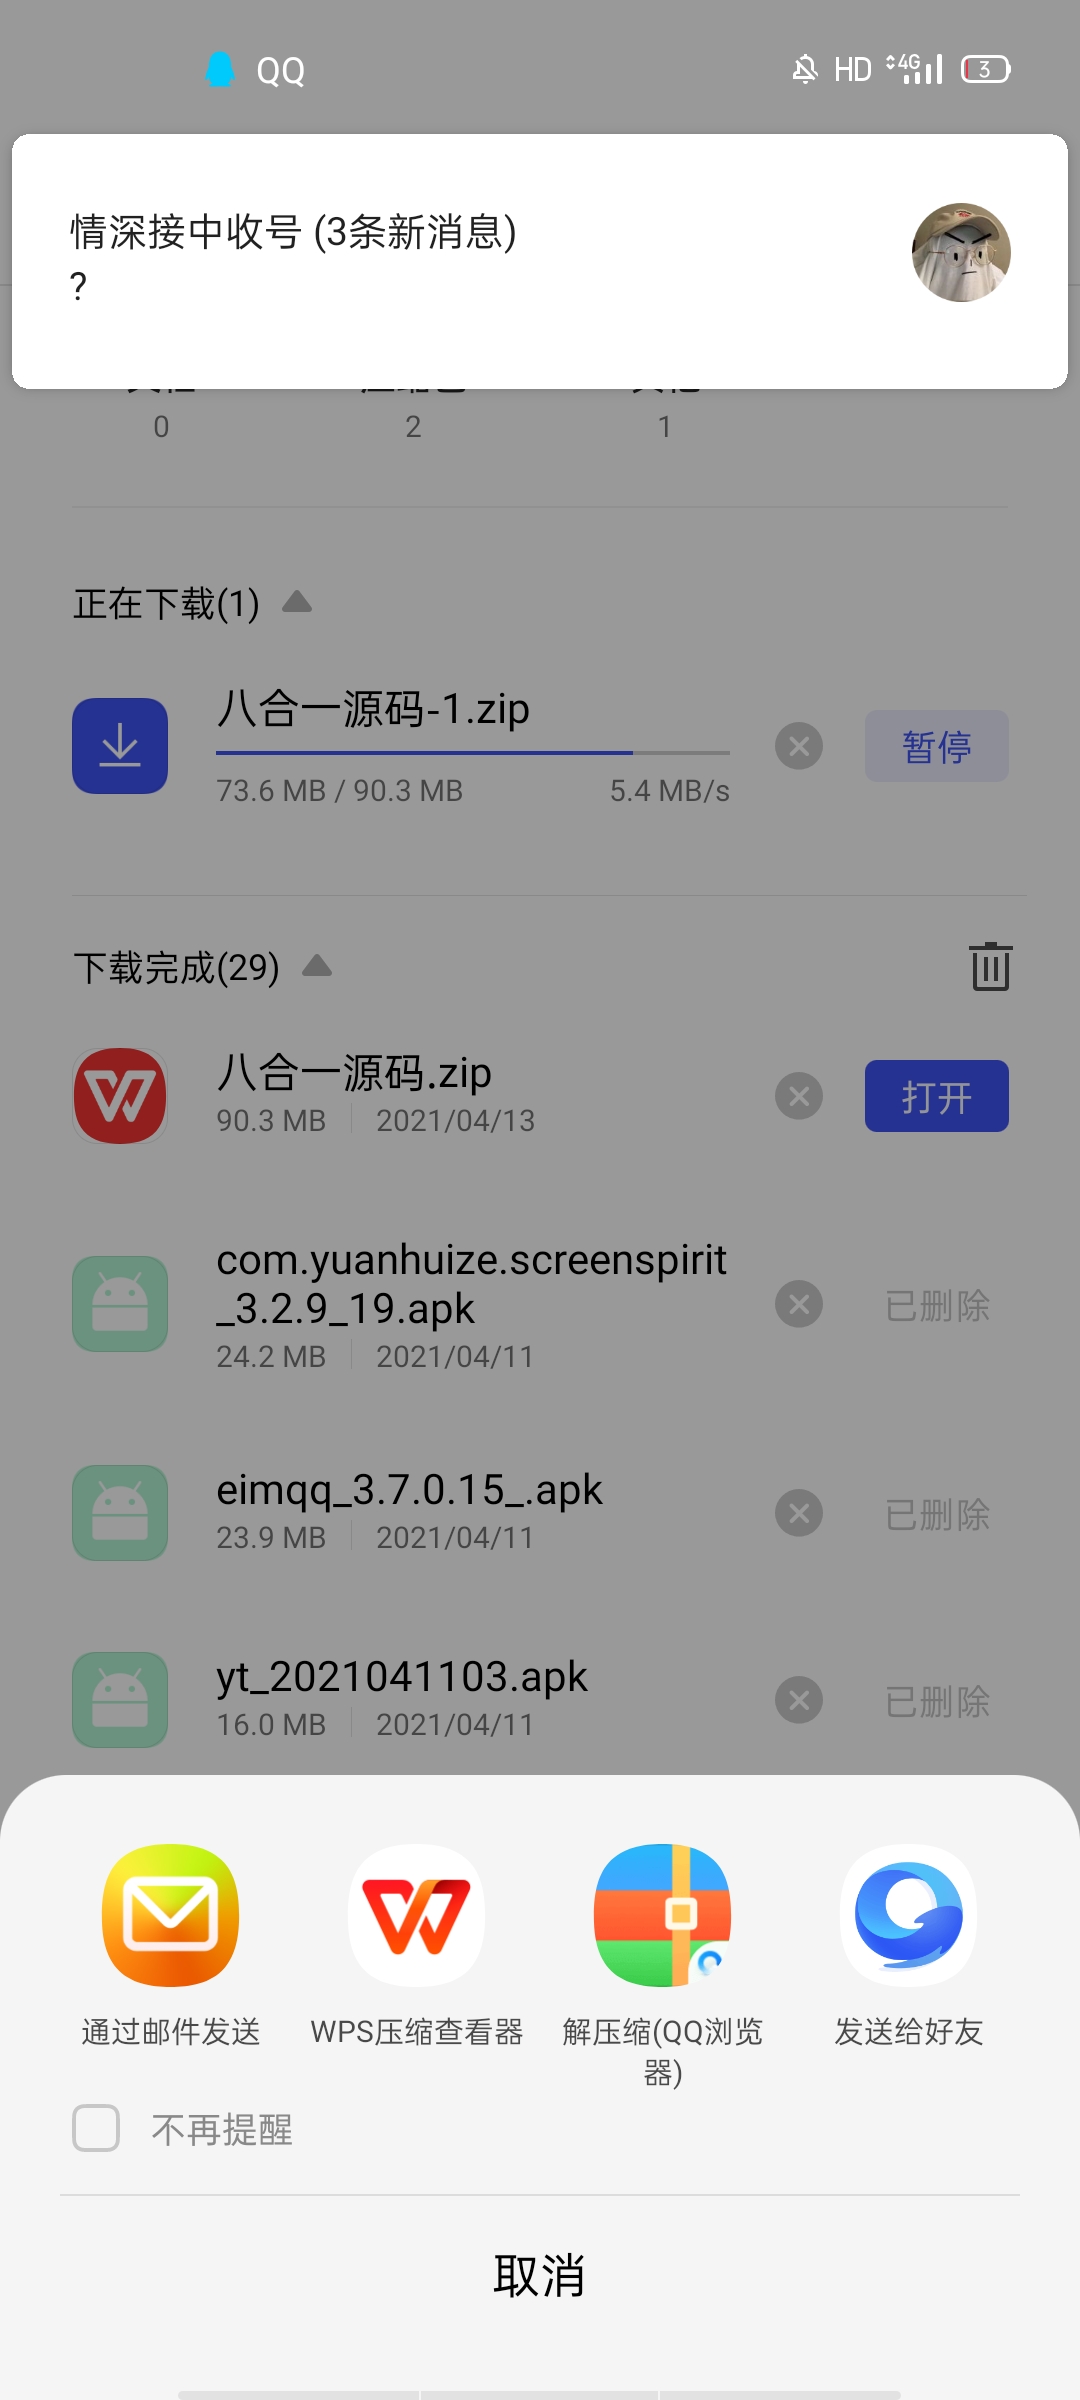 QQ
HD 4G 3
情深接中收号 (3条新消息)
?
0 2 1
正在下载(1)
八合一源码-1.zip
73.6 MB / 90.3 MB 5.4 MB/s
暂停
下载完成(29)
八合一源码.zip
90.3 MB 2021/04/13
打开
com.yuanhuize.screenspirit
_3.2.9_19.apk
24.2 MB 2021/04/11
已删除
eimqq_3.7.0.15_.apk
23.9 MB 2021/04/11
已删除
yt_2021041103.apk
16.0 MB 2021/04/11
已删除
通过邮件发送 WPS压缩查看器 解压缩(QQ浏览
器) 发送给好友
不再提醒
取消